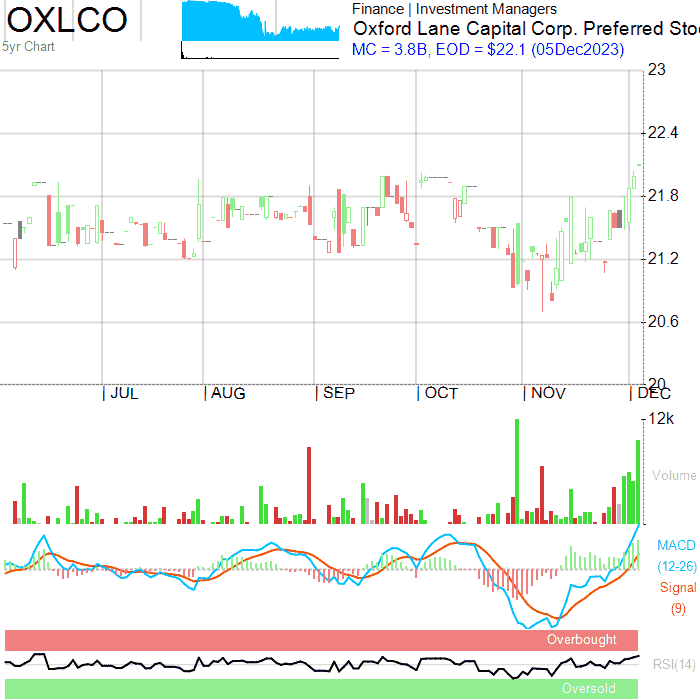 OXLCO
5yr Chart
Finance | Investment Managers
Oxford Lane Capital Corp. Preferred Sto
MC = 3.8B, EOD = $22.1 (05Dec2023)
23
22.4
21.8
21.2
20.6
20
| JUL | AUG | SEP | OCT | NOV | DEC
12k
Volume
MACD
(12-26)
Signal
(9)
Overbought
RSI(14)
Oversold